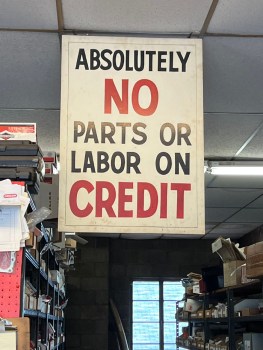 ABSOLUTELY
NO
PARTS OR
LABOR ON
CREDIT